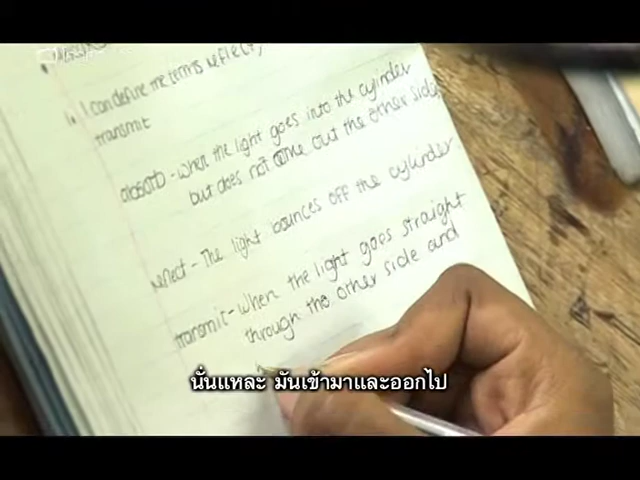 1. I can define the terms reflect,
transmit
absorb - when the light goes into the cylinder
but does not come out the other side.
reflect - The light bounces off the cylinder
transmit - when the light goes straight
through the other side and
นั่นแหละ มันเข้ามาและออกไป